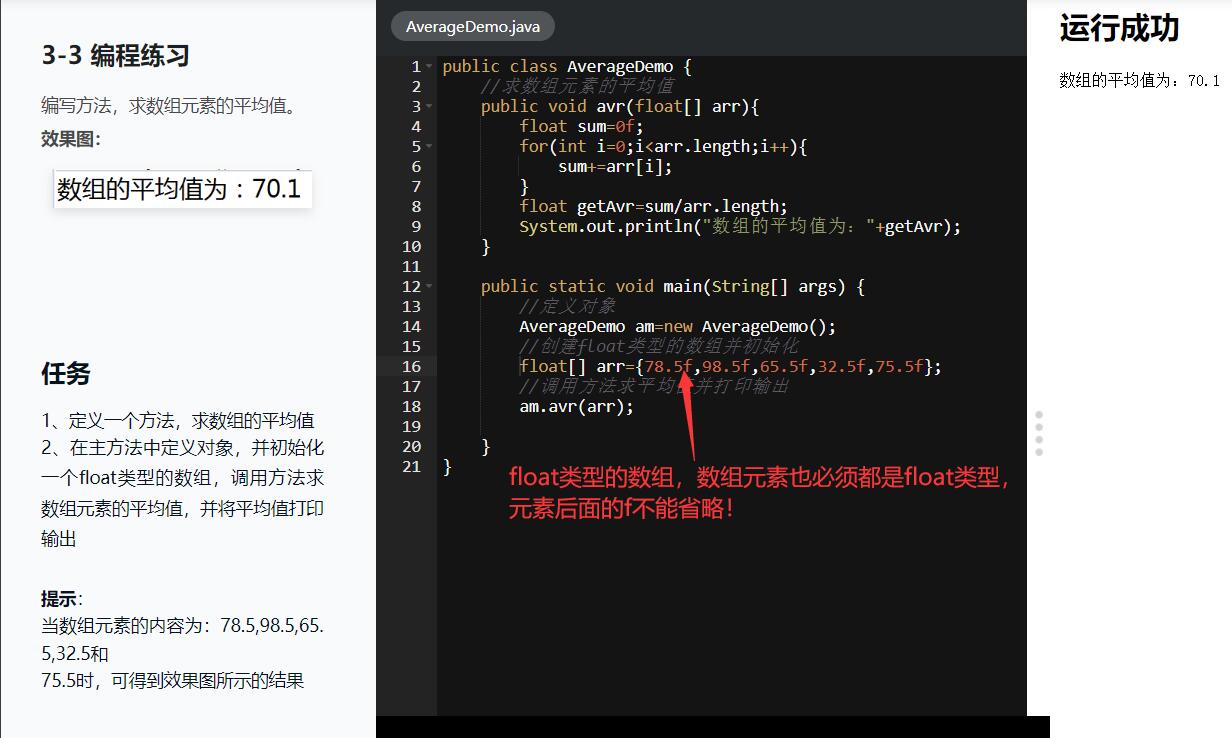 3-3 编程练习
编写方法，求数组元素的平均值。
效果图：
数组的平均值为：70.1
任务
1、定义一个方法，求数组的平均值
2、在主方法中定义对象，并初始化
一个float类型的数组，调用方法求
数组元素的平均值，并将平均值打印
输出
提示：
当数组元素的内容为：78.5,98.5,65.
5,32.5和
75.5时，可得到效果图所示的结果
AverageDemo.java
1 public class AverageDemo {
2 //求数组元素的平均值
3 public void avr(float[] arr){
4 float sum=0f;
5 for(int i=0;i<arr.length;i++){
6 sum+=arr[i];
7 }
8 float getAvr=sum/arr.length;
9 System.out.println("数组的平均值为："+getAvr);
10 }
11
12 public static void main(String[] args) {
13 //定义对象
14 AverageDemo am=new AverageDemo();
15 //创建float类型的数组并初始化
16 float[] arr={78.5f,98.5f,65.5f,32.5f,75.5f};
17 //调用方法求平均值并打印输出
18 am.avr(arr);
19
20 }
21 }
float类型的数组，数组元素也必须都是float类型，
元素后面的f不能省略！
运行成功
数组的平均值为：70.1